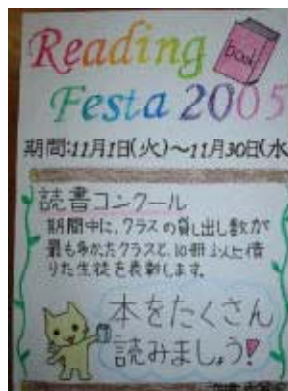 Reading
book
Festa 2005
期間:11月1日(火)〜11月30日(水
読書コンクール
期間中に、クラスの貸し出し数が
最も多かたクラスと、10冊以上借
りた生徒を表彰します。
本をたくさん
読みましょう!